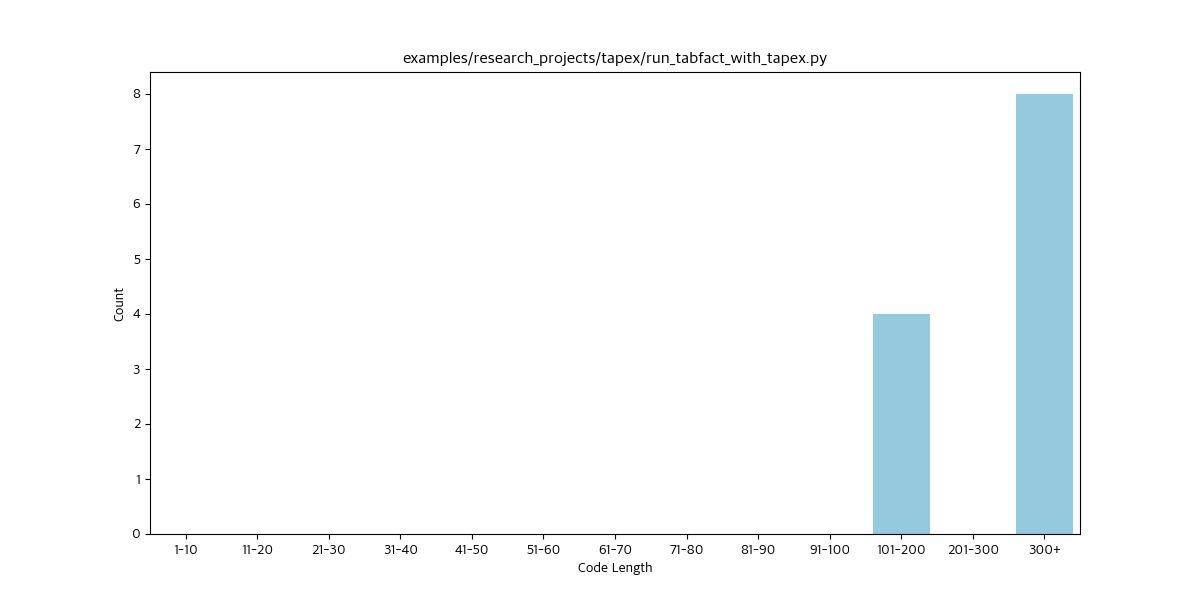 examples/research_projects/tapex/run_tabfact_with_tapex.py
8
7
6
5
4
3
2
1
0
Count
1-10 11-20 21-30 31-40 41-50 51-60 61-70 71-80 81-90 91-100 101-200 201-300 300+
Code Length